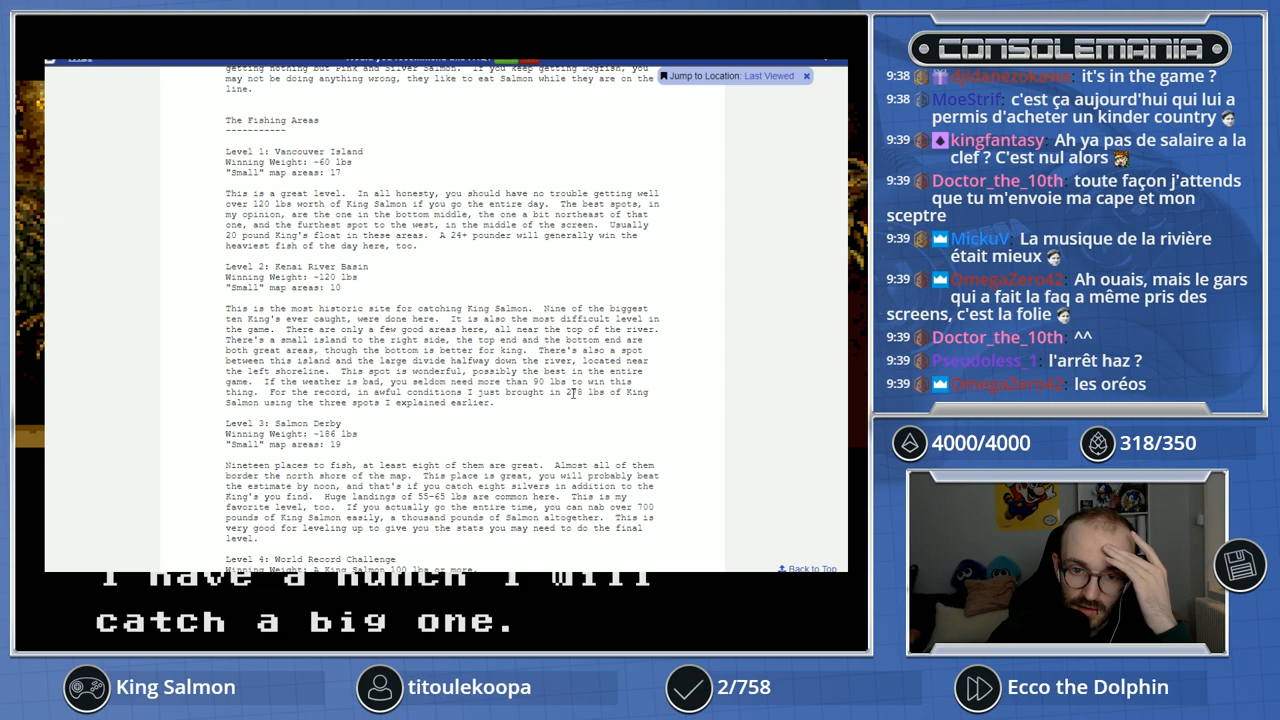 getting nothing but Pink and Silver Salmon. If you keep getting Dogfish, you
may not be doing anything wrong, they like to eat Salmon while they are on the
line.
The Fishing Areas
-----------
Level 1: Vancouver Island
Winning Weight: ~60 lbs
"Small" map areas: 17
This is a great level. In all honesty, you should have no trouble getting well
over 120 lbs worth of King Salmon if you go the entire day. The best spots, in
my opinion, are the one in the bottom middle, the one a bit northeast of that
one, and the furthest spot to the west, in the middle of the screen. Usually
20 pound King's float in these areas. A 24+ pounder will generally win the
heaviest fish of the day here, too.
Level 2: Kenai River Basin
Winning Weight: ~120 lbs
"Small" map areas: 10
This is the most historic site for catching King Salmon. Nine of the biggest
ten King's ever caught, were done here. It is also the most difficult level in
the game. There are only a few good areas here, all near the top of the river.
There's a small island to the right side, the top end and the bottom end are
both great areas, though the bottom is better for king. There's also a spot
between this island and the large divide halfway down the river, located near
the left shoreline. This spot is wonderful, possibly the best in the entire
game. If the weather is bad, you seldom need more than 90 lbs to win this
thing. For the record, in awful conditions I just brought in 278 lbs of King
Salmon using the three spots I explained earlier.
Level 3: Salmon Derby
Winning Weight: ~186 lbs
"Small" map areas: 19
Nineteen places to fish, at least eight of them are great. Almost all of them
border the north shore of the map. This place is great, you will probably beat
the estimate by noon, and that's if you catch eight silvers in addition to the
King's you find. Huge landings of 55-65 lbs are common here. This is my
favorite level, too. If you actually go the entire time, you can nab over 700
pounds of King Salmon easily, a thousand pounds of Salmon altogether. This is
very good for leveling up to give you the stats you may need to do the final
level.
Level 4: World Record Challenge
Winning Weight: A King Salmon 100 lbs or more.
Jump to Location: Last Viewed ×
Back to Top
I have a hunch I will
catch a big one.
CONSOLEMANIA
9:38 djidanezokawa: it's in the game ?
9:38 MoeStrif: c'est ça aujourd'hui qui lui a
permis d'acheter un kinder country
9:39 kingfantasy: Ah ya pas de salaire a la
clef ? C'est nul alors
9:39 Doctor_the_10th: toute façon j'attends
que tu m'envoie ma cape et mon
sceptre
9:39 MickuV: La musique de la rivière
était mieux
9:39 OmegaZero42: Ah ouais, mais le gars
qui a fait la faq a même pris des
screens, c'est la folie
9:39 Doctor_the_10th: ^^
9:39 Pseudoless_1: l'arrêt haz ?
9:39 OmegaZero42: les oréos
4000/4000
318/350
King Salmon
titoulekoopa
2/758
Ecco the Dolphin